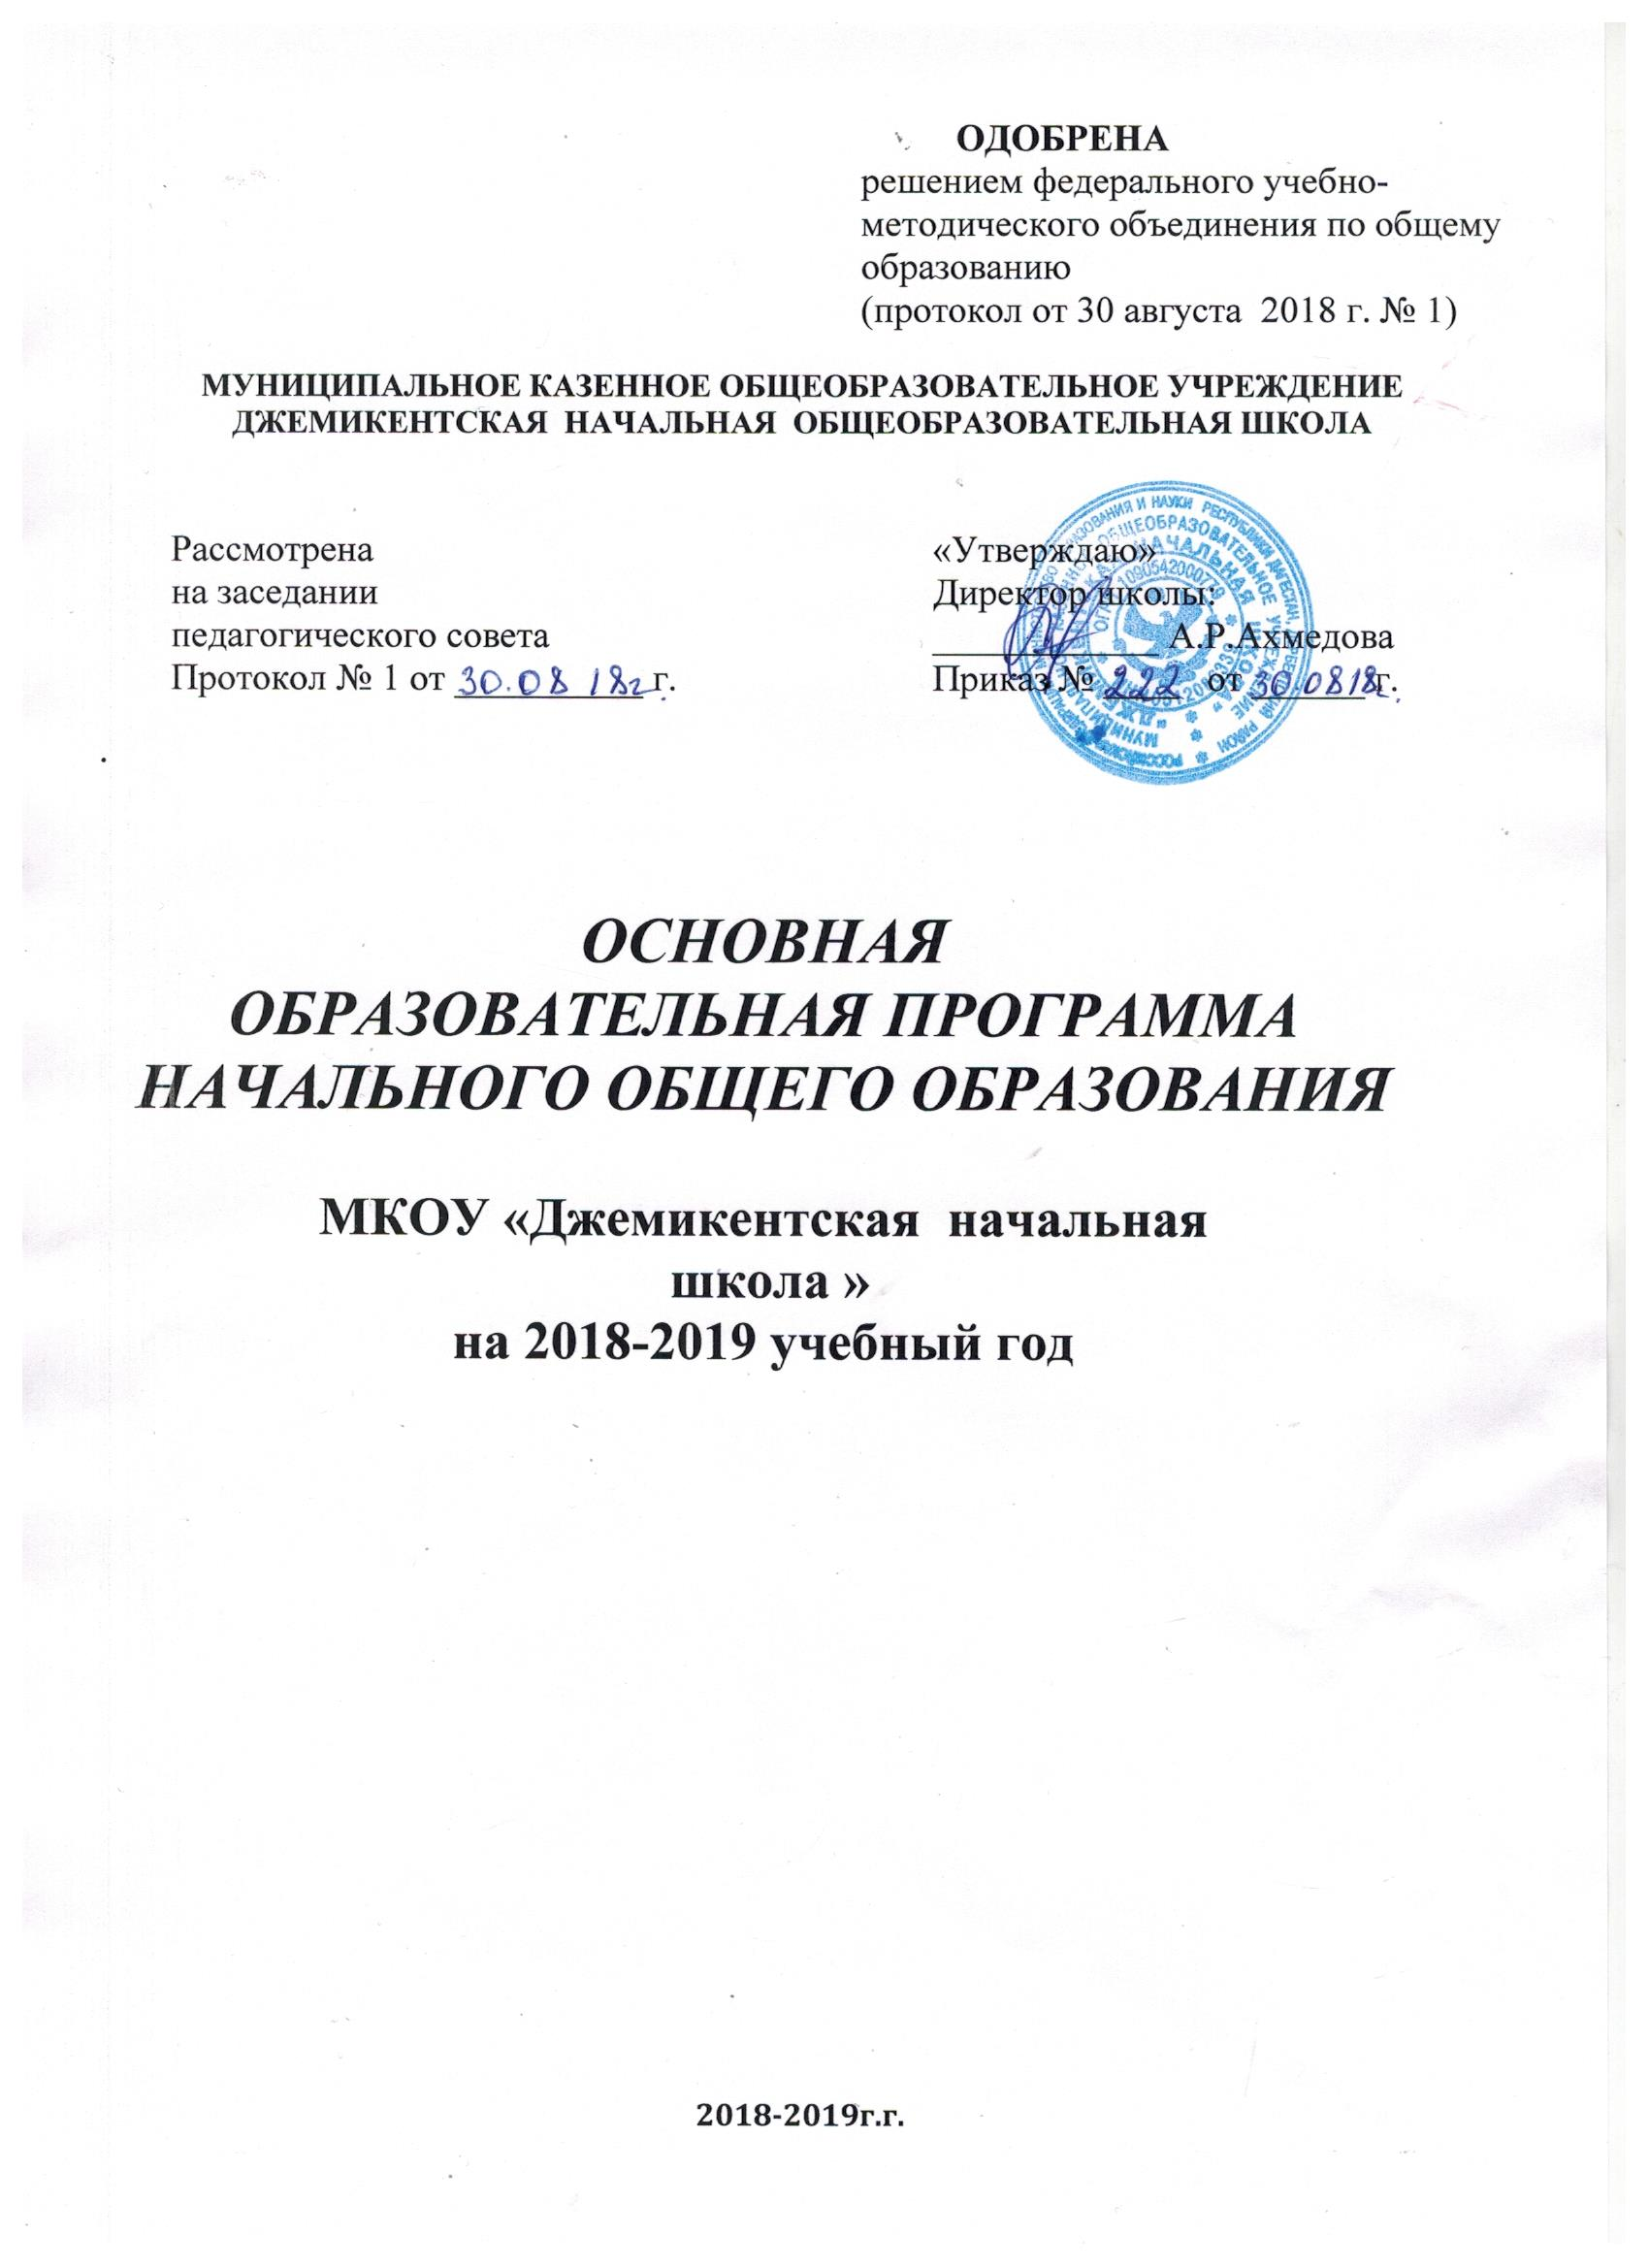 ОДОБРЕНА
решением федерального учебно-
методического объединения по общему
образованию
(протокол от 30 августа 2018 г. № 1)
МУНИЦИПАЛЬНОЕ КАЗЕННОЕ ОБЩЕОБРАЗОВАТЕЛЬНОЕ УЧРЕЖДЕНИЕ
ДЖЕМИКЕНТСКАЯ НАЧАЛЬНАЯ ОБЩЕОБРАЗОВАТЕЛЬНАЯ ШКОЛА
Рассмотрена
на заседании
педагогического совета
Протокол № 1 от 30.08 18г г.
«Утверждаю»
Директор школы:
____________ А.Р.Ахмедова
Приказ № 222 от 30.0818г.
ОСНОВНАЯ
ОБРАЗОВАТЕЛЬНАЯ ПРОГРАММА
НАЧАЛЬНОГО ОБЩЕГО ОБРАЗОВАНИЯ
МКОУ «Джемикентская начальная
школа »
на 2018-2019 учебный год
2018-2019г.г.